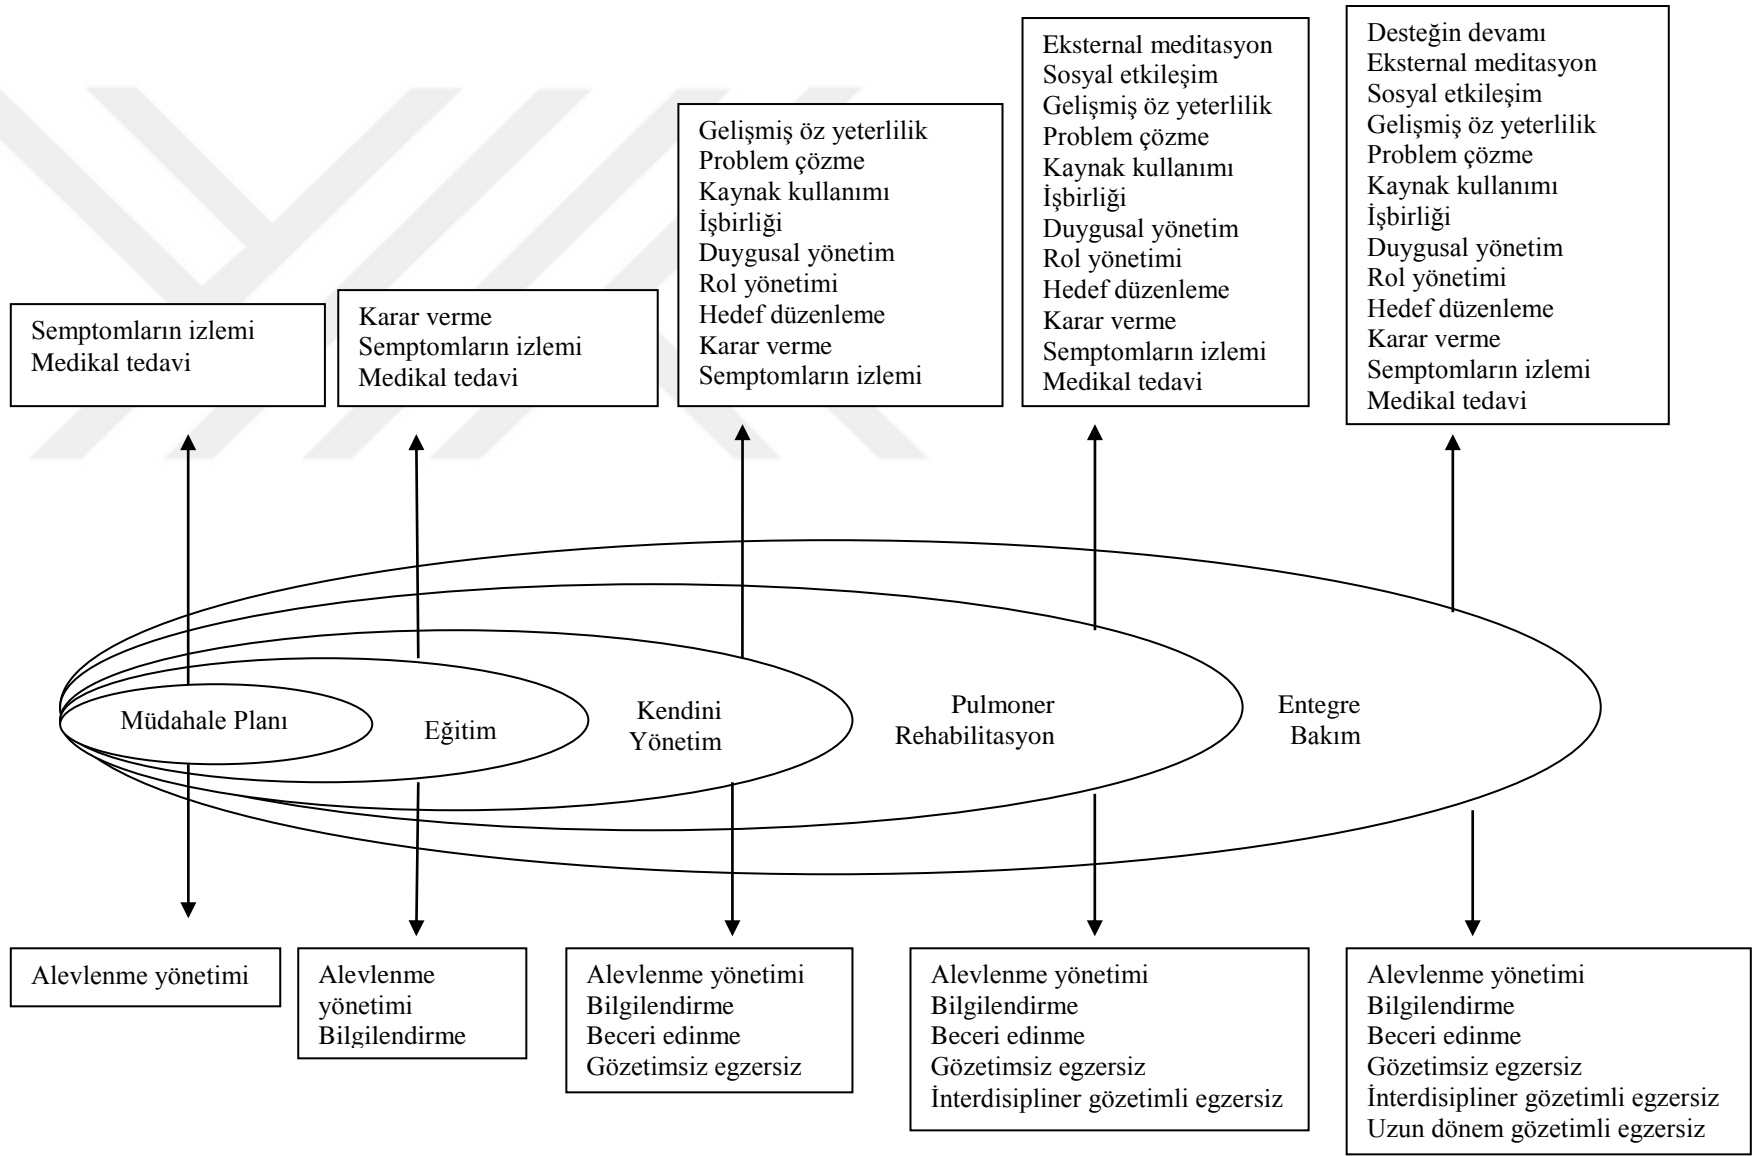 Semptomların izlemi
Medikal tedavi
Karar verme
Semptomların izlemi
Medikal tedavi
Gelişmiş öz yeterlilik
Problem çözme
Kaynak kullanımı
İşbirliği
Duygusal yönetim
Rol yönetimi
Hedef düzenleme
Karar verme
Semptomların izlemi
Eksternal meditasyon
Sosyal etkileşim
Gelişmiş öz yeterlilik
Problem çözme
Kaynak kullanımı
İşbirliği
Duygusal yönetim
Rol yönetimi
Hedef düzenleme
Karar verme
Semptomların izlemi
Medikal tedavi
Desteğin devamı
Eksternal meditasyon
Sosyal etkileşim
Gelişmiş öz yeterlilik
Problem çözme
Kaynak kullanımı
İşbirliği
Duygusal yönetim
Rol yönetimi
Hedef düzenleme
Karar verme
Semptomların izlemi
Medikal tedavi
Müdahale Planı
Eğitim
Kendini
Yönetim
Pulmoner
Rehabilitasyon
Entegre
Bakım
Alevlenme yönetimi
Alevlenme
yönetimi
Bilgilendirme
Alevlenme yönetimi
Bilgilendirme
Beceri edinme
Gözetimsiz egzersiz
Alevlenme yönetimi
Bilgilendirme
Beceri edinme
Gözetimsiz egzersiz
İnterdisipliner gözetimli egzersiz
Alevlenme yönetimi
Bilgilendirme
Beceri edinme
Gözetimsiz egzersiz
İnterdisipliner gözetimli egzersiz
Uzun dönem gözetimli egzersiz